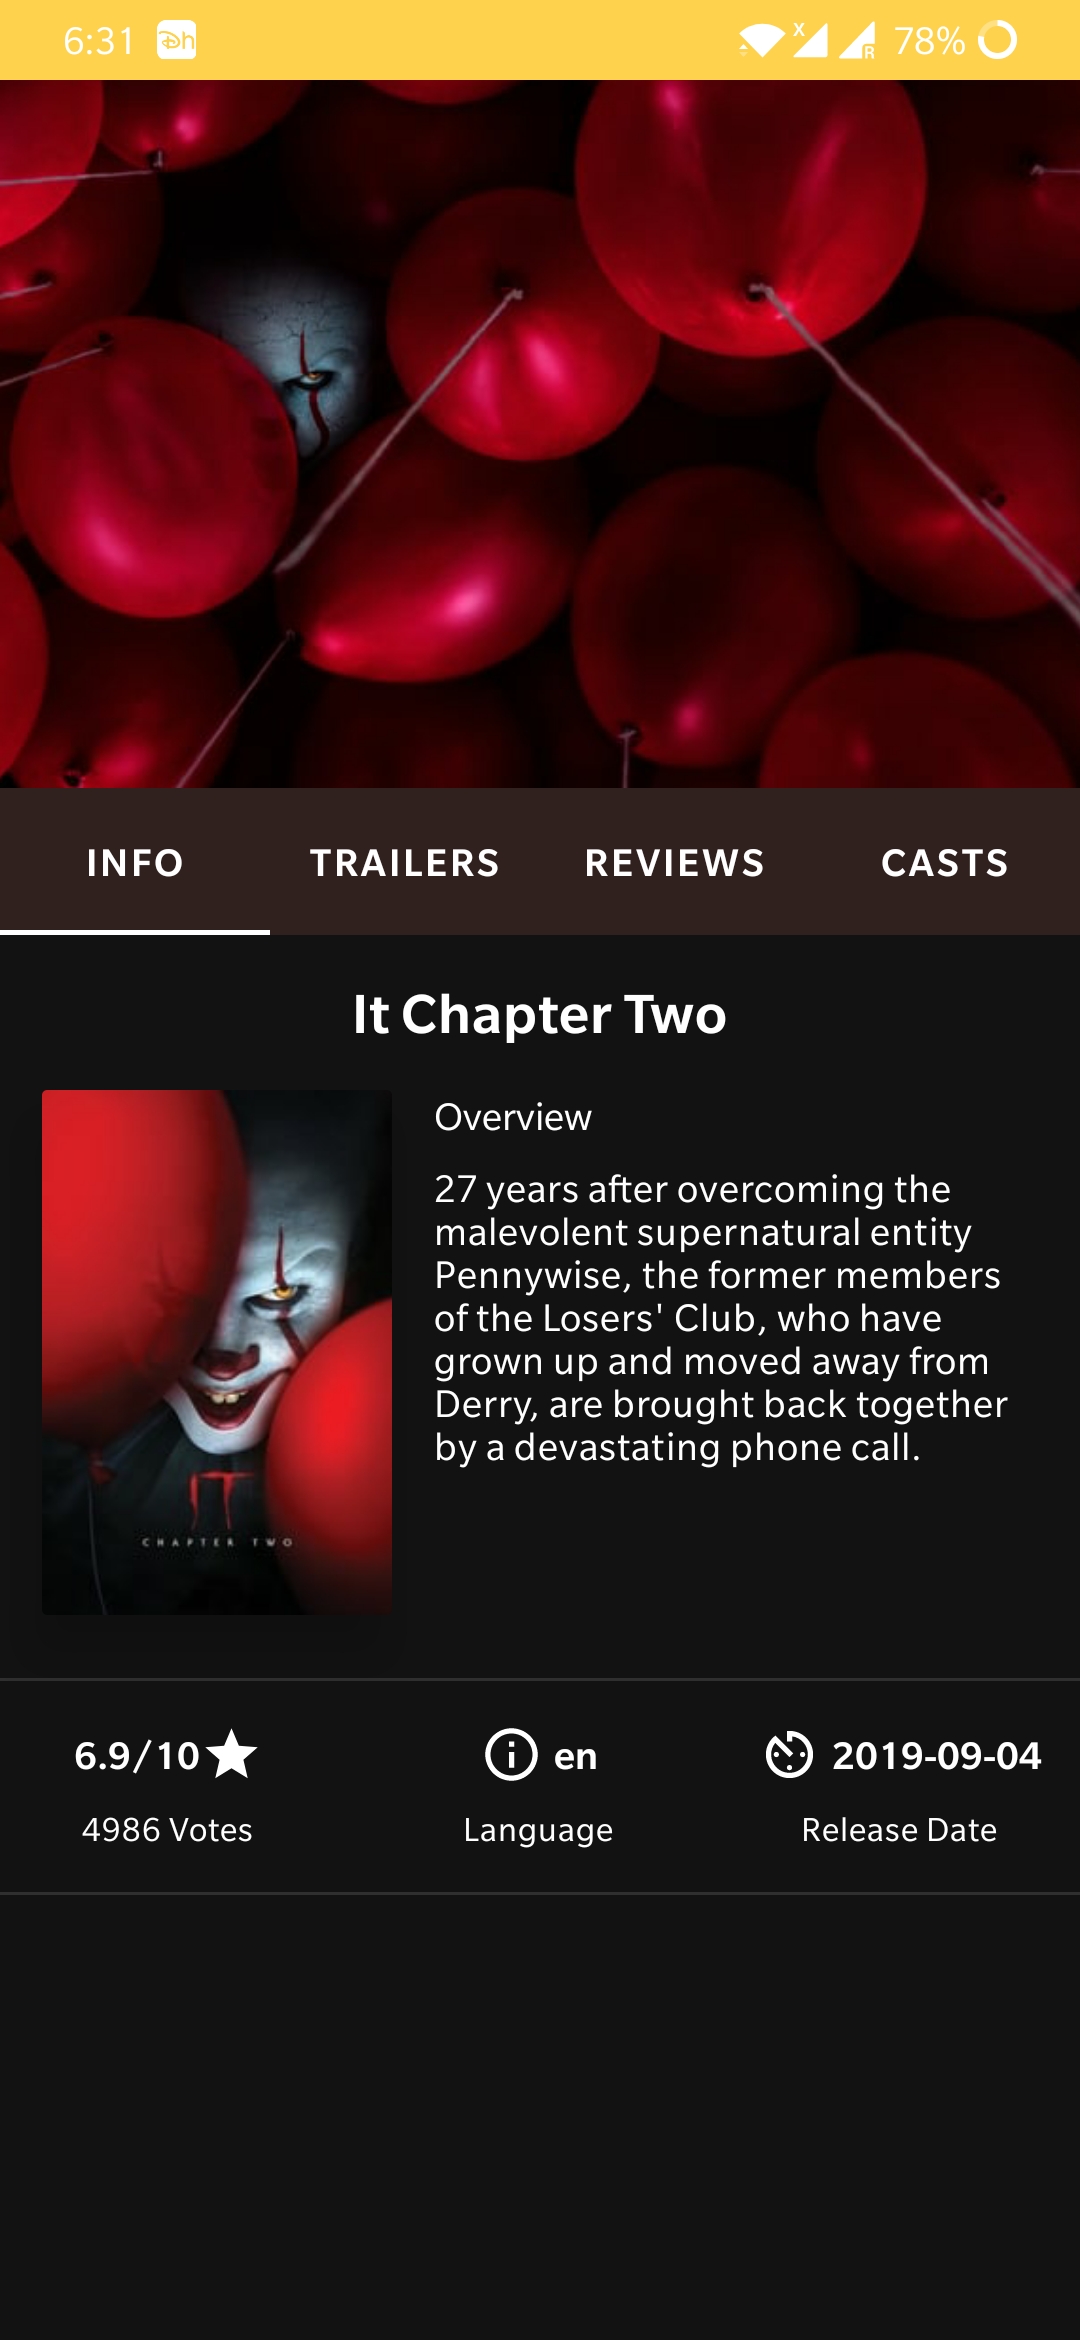 6:31 Dh X R 78%
INFO TRAILERS REVIEWS CASTS
It Chapter Two
Overview
27 years after overcoming the
malevolent supernatural entity
Pennywise, the former members
of the Losers' Club, who have
grown up and moved away from
Derry, are brought back together
by a devastating phone call.
IT
CHAPTER TWO
6.9/10 en 2019-09-04
4986 Votes Language Release Date